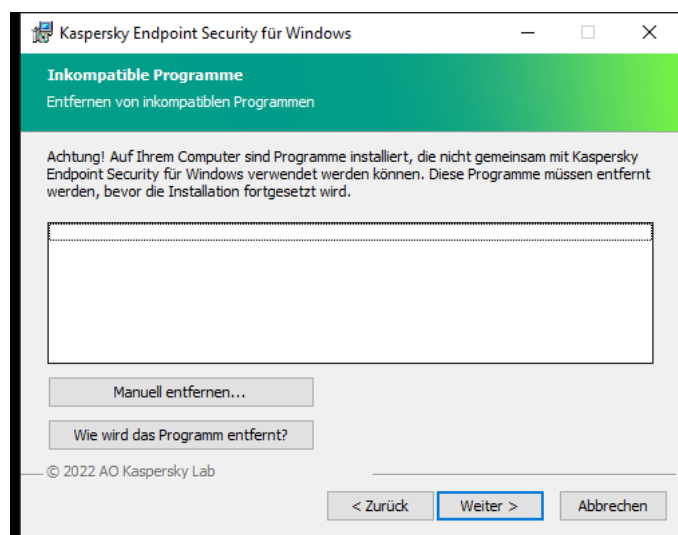 Kaspersky Endpoint Security für Windows
Inkompatible Programme
Entfernen von inkompatiblen Programmen
Achtung! Auf Ihrem Computer sind Programme installiert, die nicht gemeinsam mit Kaspersky
Endpoint Security für Windows verwendet werden können. Diese Programme müssen entfernt
werden, bevor die Installation fortgesetzt wird.
Manuell entfernen...
Wie wird das Programm entfernt?
© 2022 AO Kaspersky Lab
< Zurück Weiter > Abbrechen